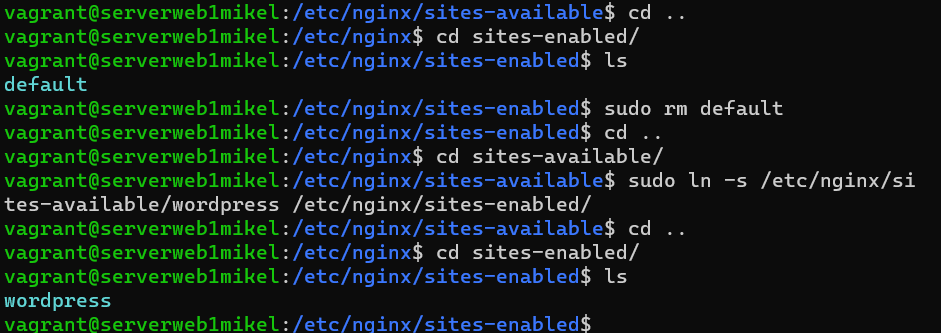 vagrant@serverweb1mikel:/etc/nginx/sites-available$ cd ..
vagrant@serverweb1mikel:/etc/nginx$ cd sites-enabled/
vagrant@serverweb1mikel:/etc/nginx/sites-enabled$ ls
default
vagrant@serverweb1mikel:/etc/nginx/sites-enabled$ sudo rm default
vagrant@serverweb1mikel:/etc/nginx/sites-enabled$ cd ..
vagrant@serverweb1mikel:/etc/nginx$ cd sites-available/
vagrant@serverweb1mikel:/etc/nginx/sites-available$ sudo ln -s /etc/nginx/si
tes-available/wordpress /etc/nginx/sites-enabled/
vagrant@serverweb1mikel:/etc/nginx/sites-available$ cd ..
vagrant@serverweb1mikel:/etc/nginx$ cd sites-enabled/
vagrant@serverweb1mikel:/etc/nginx/sites-enabled$ ls
wordpress
vagrant@serverweb1mikel:/etc/nginx/sites-enabled$